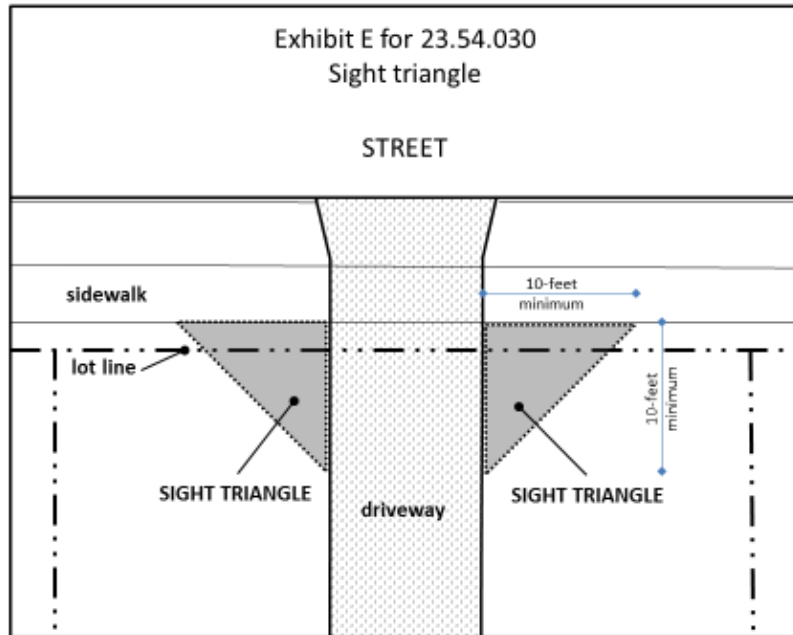 Exhibit E for 23.54.030
Sight triangle
STREET
sidewalk
10-feet
minimum
lot line
10-feet
minimum
SIGHT TRIANGLE
SIGHT TRIANGLE
driveway